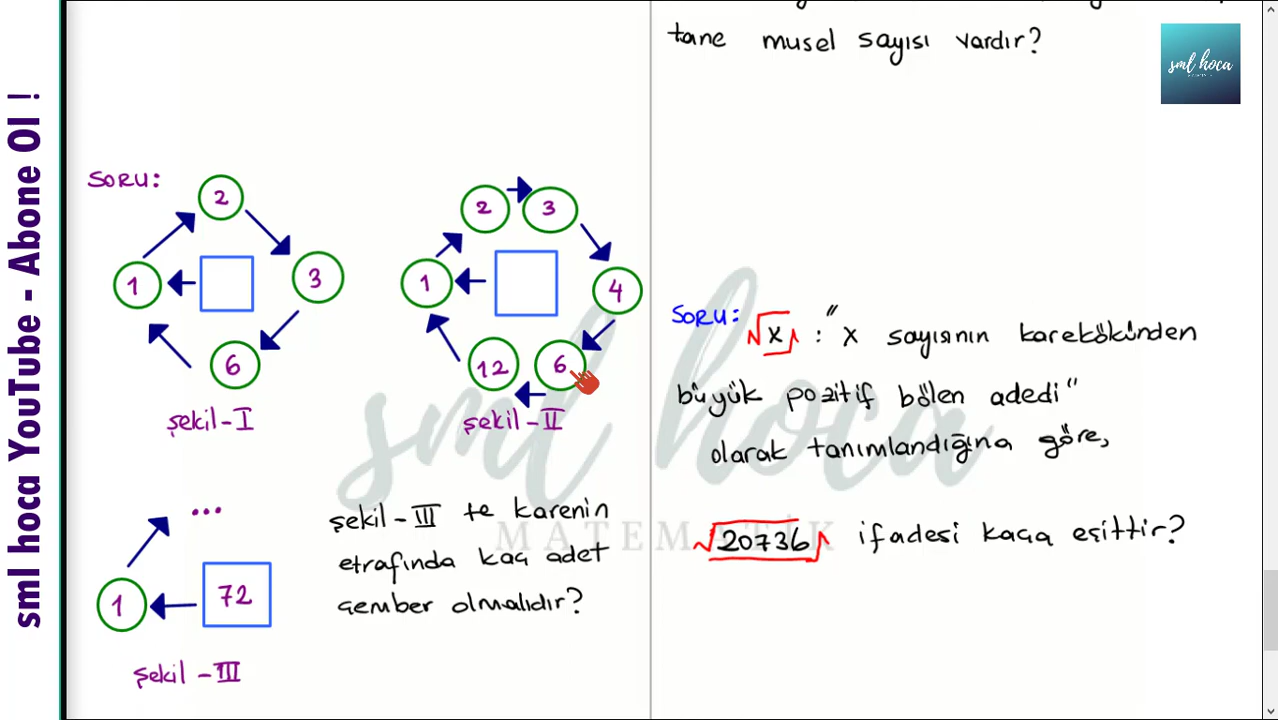 sml hoca YouTube - Abone Ol !
SORU:
2
1
3
6
şekil-I
2
3
1
4
12
6
şekil-II
...
1
72
şekil-III
şekil-III te karenin
etrafında kaç adet
çember olmalıdır?
tane musel sayısı vardır?
sml hoca
SORU: √x : "x sayısının karekökünden
büyük pozitif bölen adedi"
olarak tanımlandığına göre,
√20736 ifadesi kaça eşittir?
sml hoca
MATEMATİK